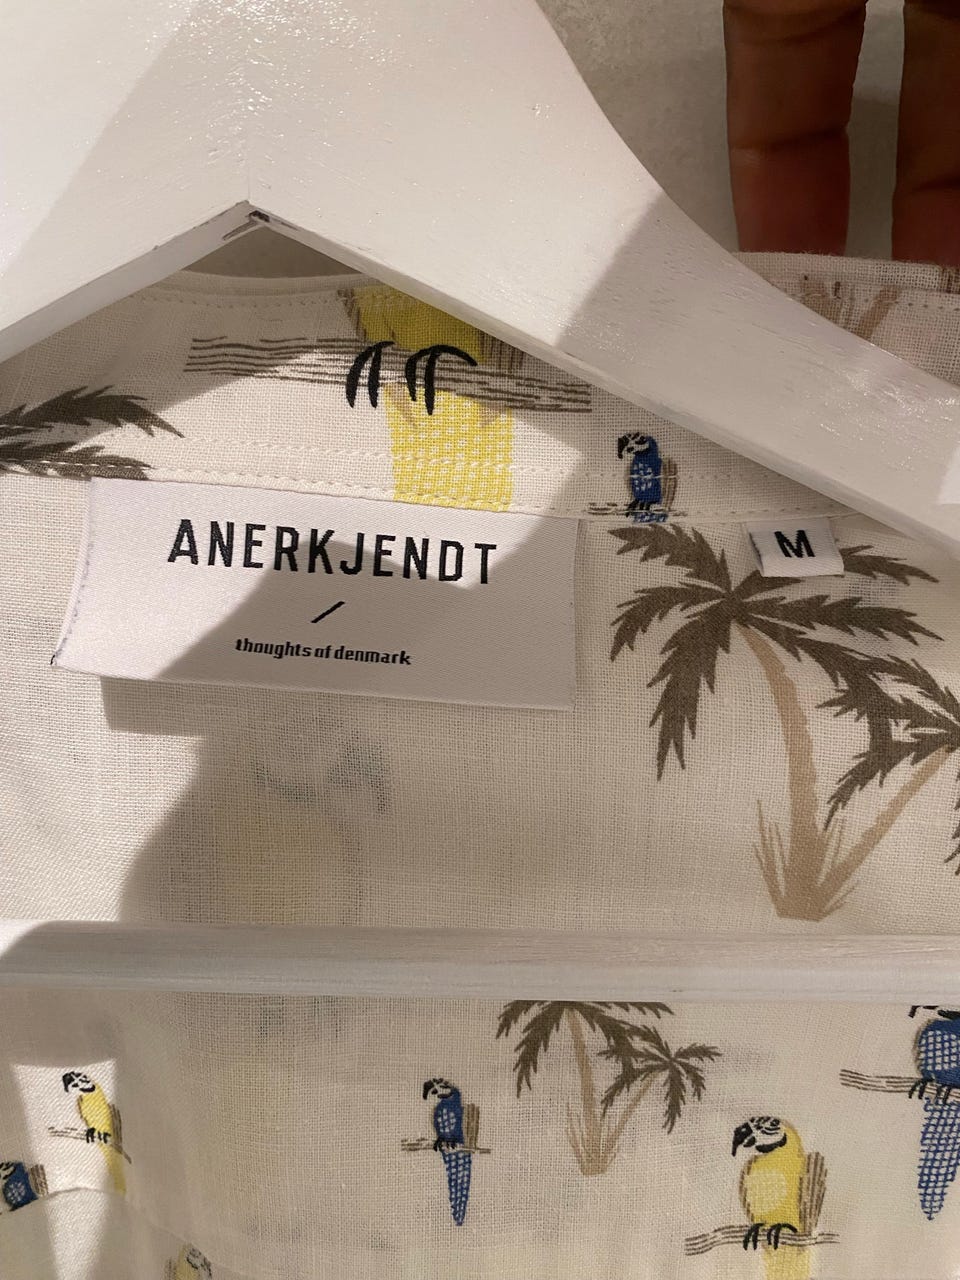 ANERKJENDT
/
thoughts of denmark
M